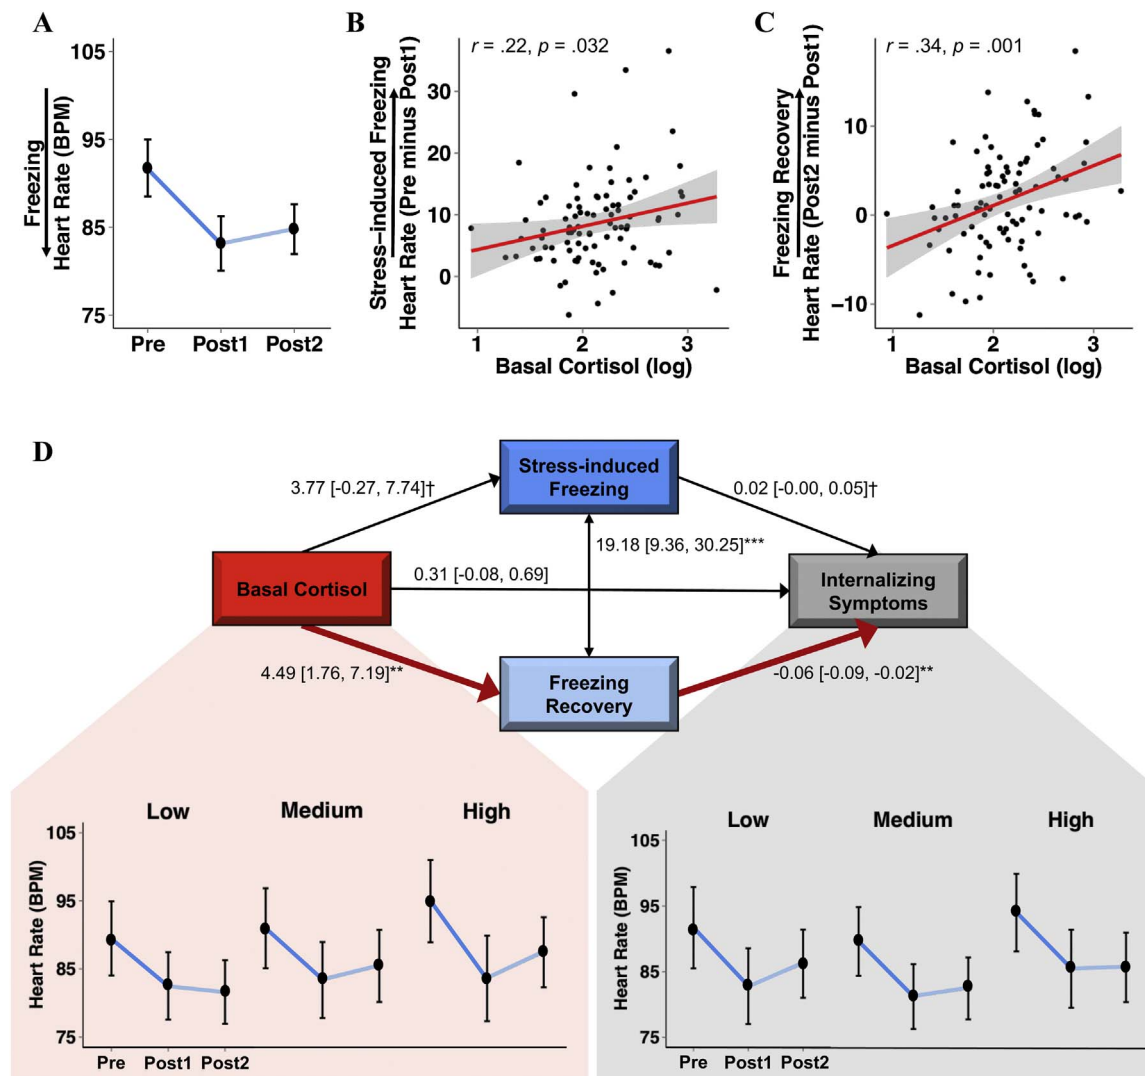 A
105
95
85
75
Freezing
Heart Rate (BPM)
Pre Post1 Post2
B
r = .22, p = .032
Stress−induced Freezing
Heart Rate (Pre minus Post1)
30
20
10
0
1 2 3
Basal Cortisol (log)
C
r = .34, p = .001
Freezing Recovery
Heart Rate (Post2 minus Post1)
10
0
−10
1 2 3
Basal Cortisol (log)
D
Stress-induced
Freezing
3.77 [-0.27, 7.74]†
0.02 [-0.00, 0.05]†
19.18 [9.36, 30.25]***
Basal Cortisol
0.31 [-0.08, 0.69]
Internalizing
Symptoms
4.49 [1.76, 7.19]**
Freezing
Recovery
-0.06 [-0.09, -0.02]**
Low Medium High
105
95
85
75
Heart Rate (BPM)
Pre Post1 Post2
Low Medium High
105
95
85
75
Heart Rate (BPM)
Pre Post1 Post2